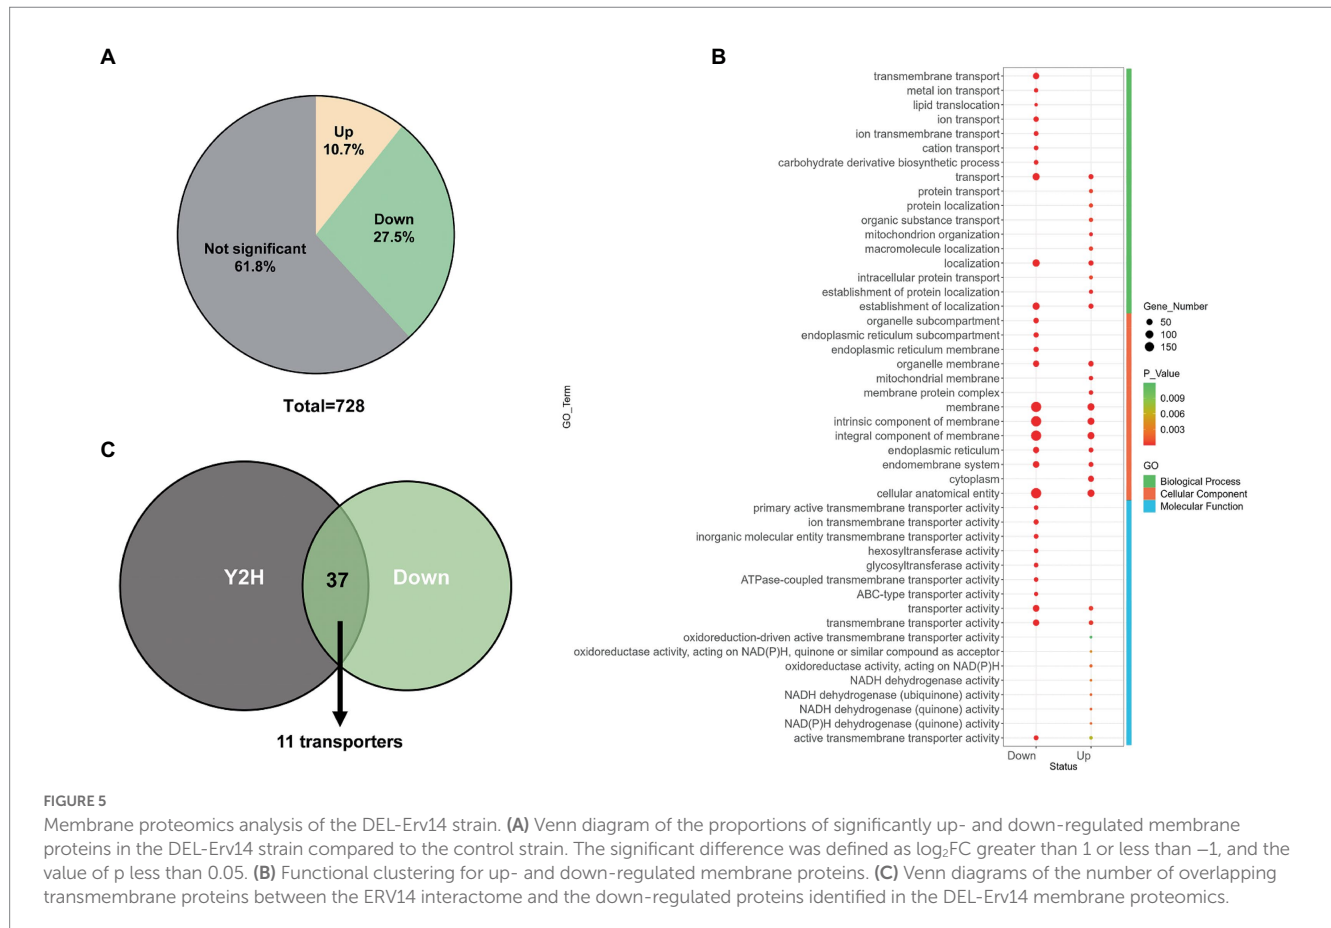 A
Up
10.7%
Down
27.5%
Not significant
61.8%
Total=728
B
transmembrane transport
metal ion transport
lipid translocation
ion transport
ion transmembrane transport
cation transport
carbohydrate derivative biosynthetic process
transport
protein transport
protein localization
organic substance transport
mitochondrion organization
macromolecule localization
localization
intracellular protein transport
establishment of protein localization
establishment of localization
organelle subcompartment
endoplasmic reticulum subcompartment
endoplasmic reticulum membrane
organelle membrane
mitochondrial membrane
membrane protein complex
membrane
intrinsic component of membrane
integral component of membrane
endoplasmic reticulum
endomembrane system
cytoplasm
cellular anatomical entity
primary active transmembrane transporter activity
ion transmembrane transporter activity
inorganic molecular entity transmembrane transporter activity
hexosyltransferase activity
glycosyltransferase activity
ATPase-coupled transmembrane transporter activity
ABC-type transporter activity
transporter activity
transmembrane transporter activity
oxidoreduction-driven active transmembrane transporter activity
oxidoreductase activity, acting on NAD(P)H, quinone or similar compound as acceptor
oxidoreductase activity, acting on NAD(P)H
NADH dehydrogenase activity
NADH dehydrogenase (ubiquinone) activity
NADH dehydrogenase (quinone) activity
NAD(P)H dehydrogenase (quinone) activity
active transmembrane transporter activity
GO_Term
Down
Up
Status
Gene_Number
50
100
150
P_Value
0.009
0.006
0.003
GO
Biological Process
Cellular Component
Molecular Function
C
Y2H
37
Down
11 transporters
FIGURE 5
Membrane proteomics analysis of the DEL-Erv14 strain. (A) Venn diagram of the proportions of significantly up- and down-regulated membrane
proteins in the DEL-Erv14 strain compared to the control strain. The significant difference was defined as log₂FC greater than 1 or less than −1, and the
value of p less than 0.05. (B) Functional clustering for up- and down-regulated membrane proteins. (C) Venn diagrams of the number of overlapping
transmembrane proteins between the ERV14 interactome and the down-regulated proteins identified in the DEL-Erv14 membrane proteomics.